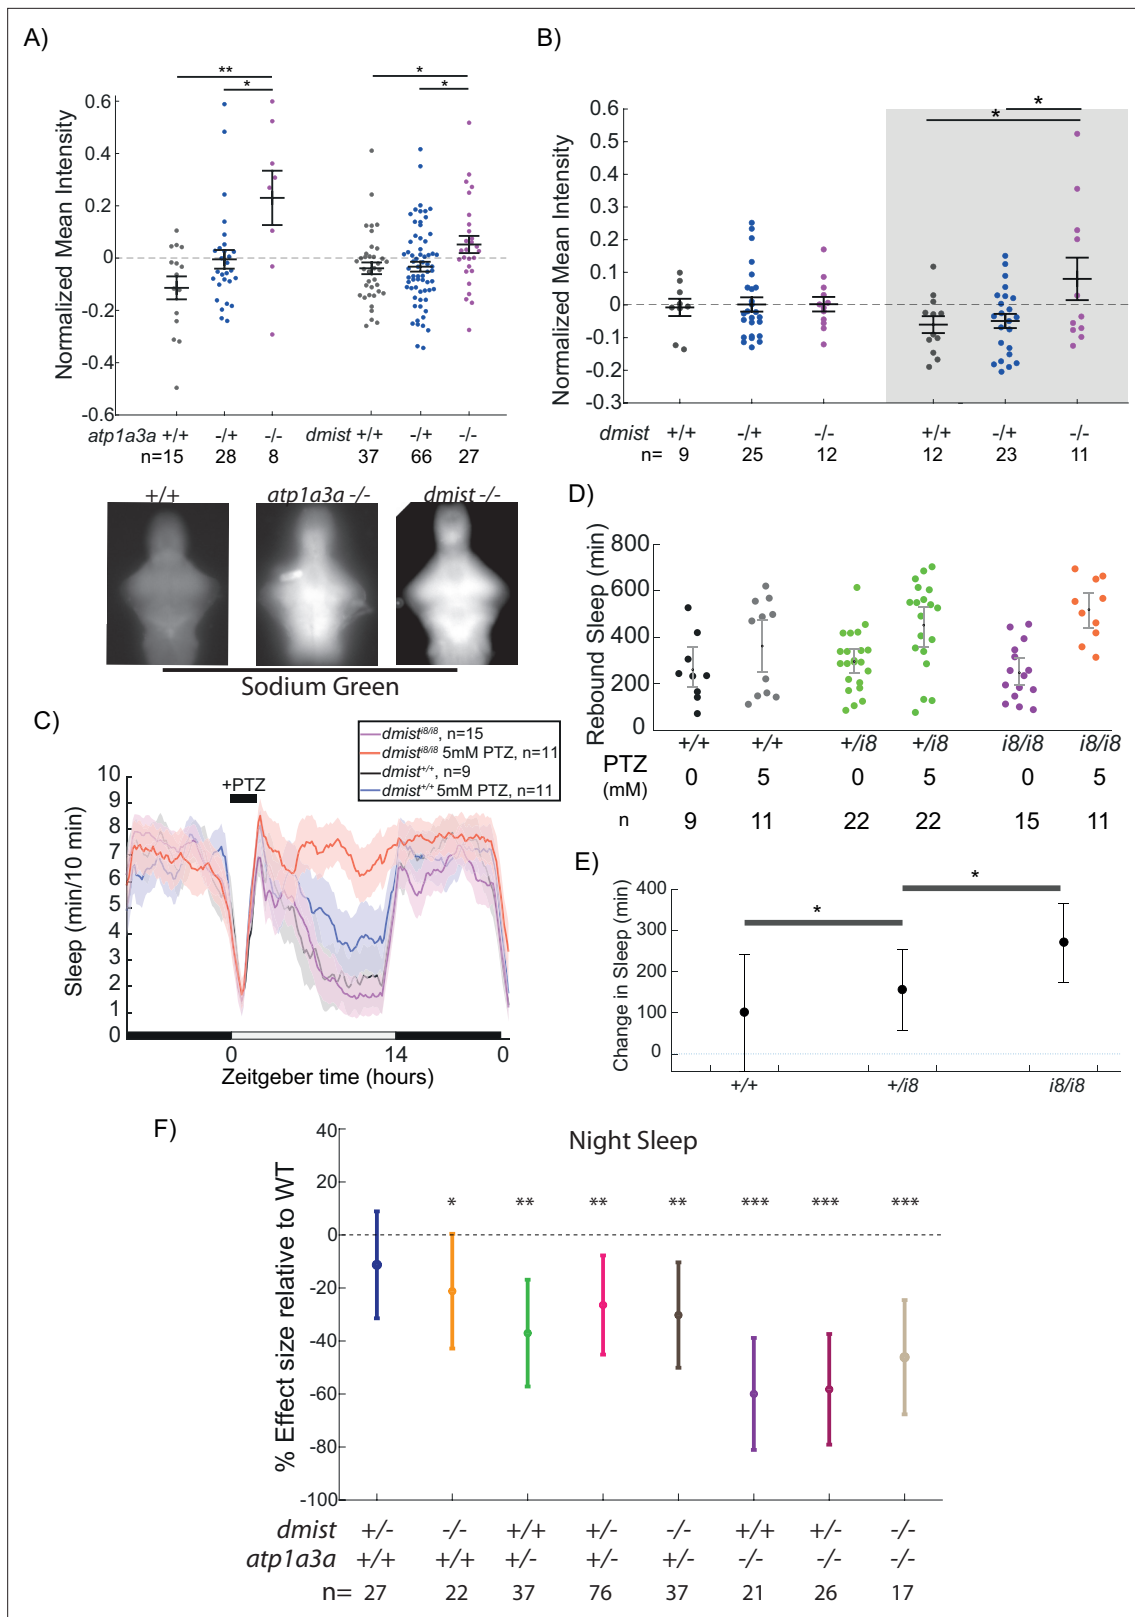 A)
Normalized Mean Intensity
0.6
0.4
0.2
0
-0.2
-0.4
-0.6
** * * *
atp1a3a +/+ -/+ -/- dmist +/+ -/+ -/-
n=15 28 8 37 66 27
+/+ atp1a3a -/- dmist -/-
Sodium Green
B)
Normalized Mean Intensity
0.6
0.5
0.4
0.3
0.2
0.1
0
-0.1
-0.2
-0.3
* *
dmist +/+ -/+ -/- +/+ -/+ -/-
n= 9 25 12 12 23 11
C)
dmist^i8/i8, n=15
dmist^i8/i8 5mM PTZ, n=11
dmist^+/+, n=9
dmist^+/+ 5mM PTZ, n=11
+PTZ
Sleep (min/10 min)
10
9
8
7
6
5
4
3
2
1
0
0 14 0
Zeitgeber time (hours)
D)
Rebound Sleep (min)
800
600
400
200
0
+/+ +/+ +/i8 +/i8 i8/i8 i8/i8
PTZ (mM) 0 5 0 5 0 5
n 9 11 22 22 15 11
E)
Change in Sleep (min)
400
300
200
100
0
* *
+/+ +/i8 i8/i8
F)
Night Sleep
% Effect size relative to WT
40
20
0
-20
-40
-60
-80
-100
* ** ** ** *** *** ***
dmist +/- -/- +/+ +/- -/- +/+ +/- -/-
atp1a3a +/+ +/+ +/- +/- +/- -/- -/- -/-
n= 27 22 37 76 37 21 26 17